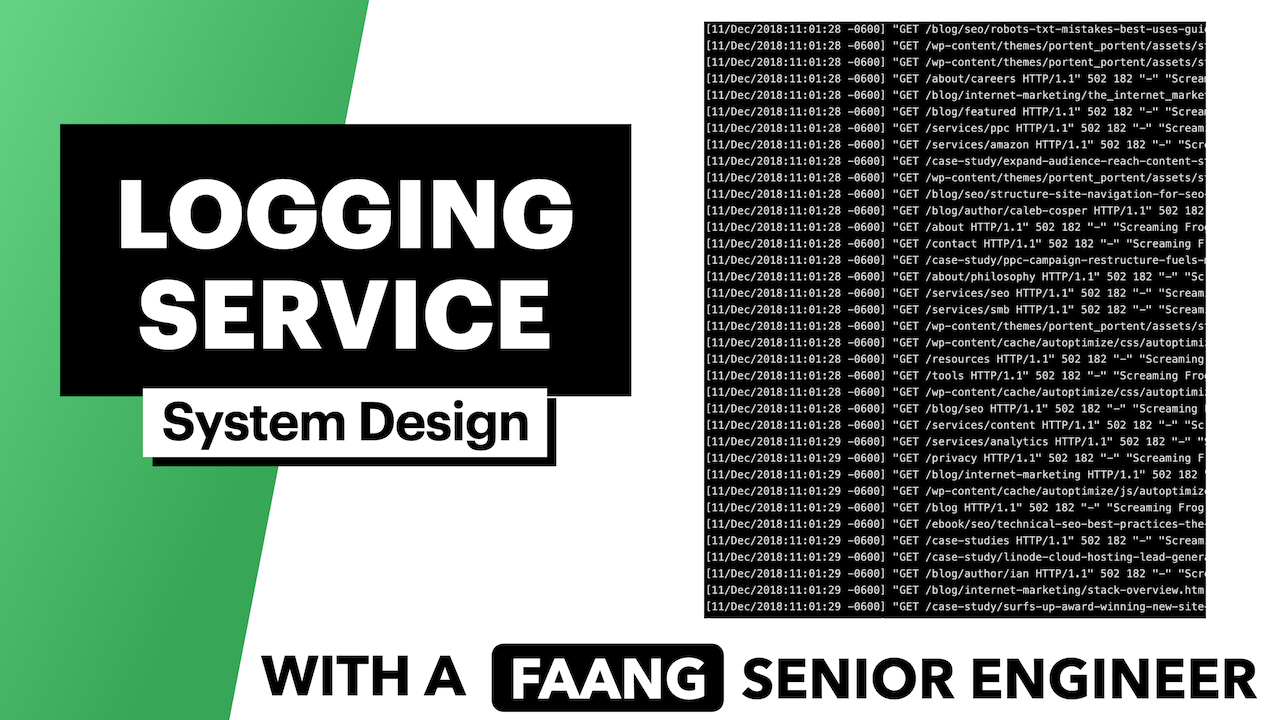 LOGGING
SERVICE
System Design
[11/Dec/2018:11:01:28 -0600] "GET /blog/seo/robots-txt-mistakes-best-uses-gui
[11/Dec/2018:11:01:28 -0600] "GET /wp-content/themes/portent_portent/assets/s
[11/Dec/2018:11:01:28 -0600] "GET /wp-content/themes/portent_portent/assets/s
[11/Dec/2018:11:01:28 -0600] "GET /about/careers HTTP/1.1" 502 182 "-" "Scream
[11/Dec/2018:11:01:28 -0600] "GET /blog/internet-marketing/the_internet_marke
[11/Dec/2018:11:01:28 -0600] "GET /blog/featured HTTP/1.1" 502 182 "-" "Screa
[11/Dec/2018:11:01:28 -0600] "GET /services/ppc HTTP/1.1" 502 182 "-" "Scream
[11/Dec/2018:11:01:28 -0600] "GET /services/amazon HTTP/1.1" 502 182 "-" "Scr
[11/Dec/2018:11:01:28 -0600] "GET /case-study/expand-audience-reach-content-s
[11/Dec/2018:11:01:28 -0600] "GET /wp-content/themes/portent_portent/assets/s
[11/Dec/2018:11:01:28 -0600] "GET /blog/seo/structure-site-navigation-for-seo-
[11/Dec/2018:11:01:28 -0600] "GET /blog/author/caleb-cosper HTTP/1.1" 502 182
[11/Dec/2018:11:01:28 -0600] "GET /about HTTP/1.1" 502 182 "-" "Screaming Fro
[11/Dec/2018:11:01:28 -0600] "GET /contact HTTP/1.1" 502 182 "-" "Screaming F
[11/Dec/2018:11:01:28 -0600] "GET /case-study/ppc-campaign-restructure-fuels-
[11/Dec/2018:11:01:28 -0600] "GET /about/philosophy HTTP/1.1" 502 182 "-" "Sc
[11/Dec/2018:11:01:28 -0600] "GET /services/seo HTTP/1.1" 502 182 "-" "Scream
[11/Dec/2018:11:01:28 -0600] "GET /services/smb HTTP/1.1" 502 182 "-" "Scream
[11/Dec/2018:11:01:28 -0600] "GET /wp-content/themes/portent_portent/assets/s
[11/Dec/2018:11:01:28 -0600] "GET /wp-content/cache/autoptimize/css/autoptimi
[11/Dec/2018:11:01:28 -0600] "GET /resources HTTP/1.1" 502 182 "-" "Screaming
[11/Dec/2018:11:01:28 -0600] "GET /tools HTTP/1.1" 502 182 "-" "Screaming Fro
[11/Dec/2018:11:01:28 -0600] "GET /wp-content/cache/autoptimize/css/autoptimi
[11/Dec/2018:11:01:28 -0600] "GET /blog/seo HTTP/1.1" 502 182 "-" "Screaming
[11/Dec/2018:11:01:28 -0600] "GET /services/content HTTP/1.1" 502 182 "-" "Sc
[11/Dec/2018:11:01:29 -0600] "GET /services/analytics HTTP/1.1" 502 182 "-" "
[11/Dec/2018:11:01:29 -0600] "GET /privacy HTTP/1.1" 502 182 "-" "Screaming F
[11/Dec/2018:11:01:29 -0600] "GET /blog/internet-marketing HTTP/1.1" 502 182
[11/Dec/2018:11:01:29 -0600] "GET /wp-content/cache/autoptimize/js/autoptimize
[11/Dec/2018:11:01:29 -0600] "GET /blog HTTP/1.1" 502 182 "-" "Screaming Frog
[11/Dec/2018:11:01:29 -0600] "GET /ebook/seo/technical-seo-best-practices-the-
[11/Dec/2018:11:01:29 -0600] "GET /case-studies HTTP/1.1" 502 182 "-" "Scream
[11/Dec/2018:11:01:29 -0600] "GET /case-study/linode-cloud-hosting-lead-gener
[11/Dec/2018:11:01:29 -0600] "GET /blog/author/ian HTTP/1.1" 502 182 "-" "Scr
[11/Dec/2018:11:01:29 -0600] "GET /blog/internet-marketing/stack-overview.htm
[11/Dec/2018:11:01:29 -0600] "GET /case-study/surfs-up-award-winning-new-site-
WITH A FAANG SENIOR ENGINEER